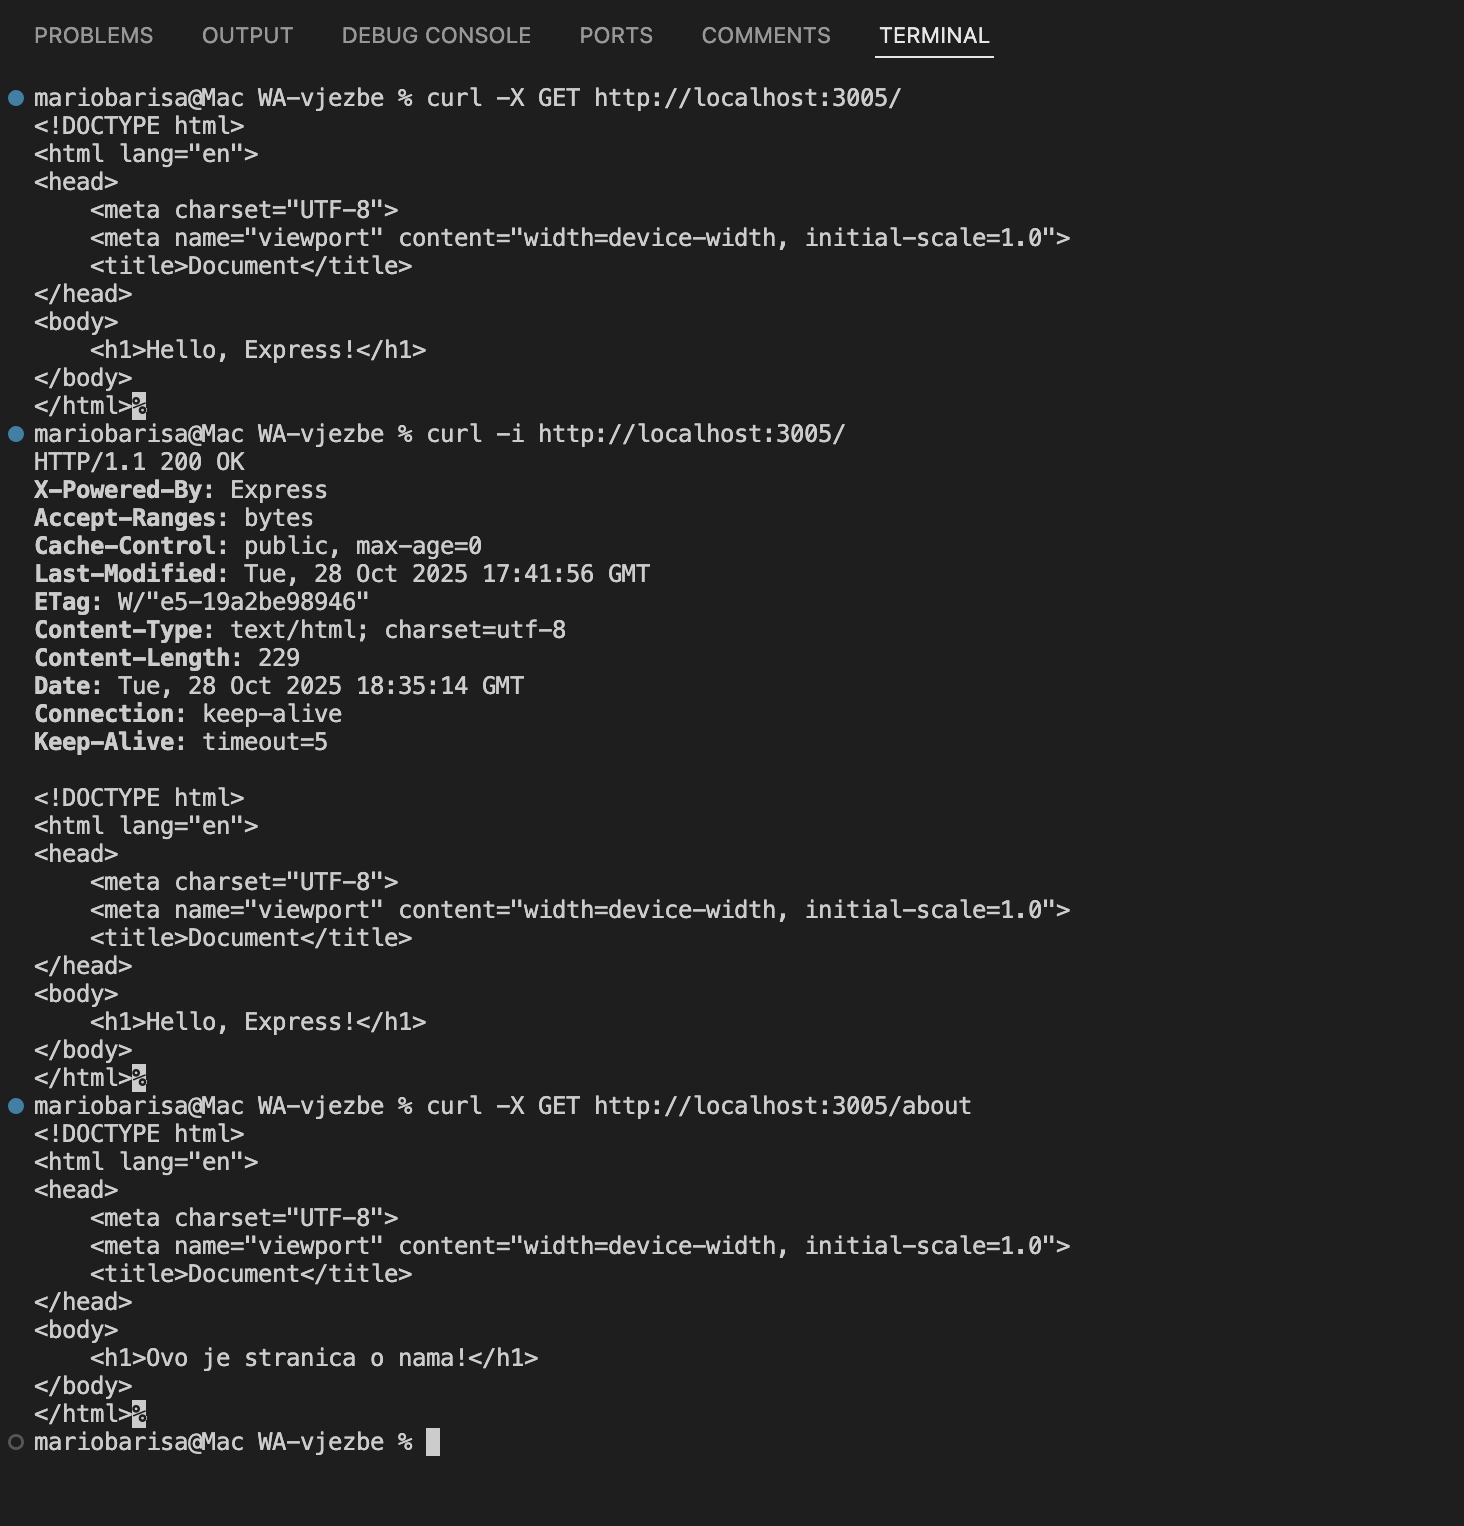 PROBLEMS OUTPUT DEBUG CONSOLE PORTS COMMENTS TERMINAL
mariobarisa@Mac WA-vjezbe % curl -X GET http://localhost:3005/
<!DOCTYPE html>
<html lang="en">
<head>
    <meta charset="UTF-8">
    <meta name="viewport" content="width=device-width, initial-scale=1.0">
    <title>Document</title>
</head>
<body>
    <h1>Hello, Express!</h1>
</body>
</html>%
mariobarisa@Mac WA-vjezbe % curl -i http://localhost:3005/
HTTP/1.1 200 OK
X-Powered-By: Express
Accept-Ranges: bytes
Cache-Control: public, max-age=0
Last-Modified: Tue, 28 Oct 2025 17:41:56 GMT
ETag: W/"e5-19a2be98946"
Content-Type: text/html; charset=utf-8
Content-Length: 229
Date: Tue, 28 Oct 2025 18:35:14 GMT
Connection: keep-alive
Keep-Alive: timeout=5

<!DOCTYPE html>
<html lang="en">
<head>
    <meta charset="UTF-8">
    <meta name="viewport" content="width=device-width, initial-scale=1.0">
    <title>Document</title>
</head>
<body>
    <h1>Hello, Express!</h1>
</body>
</html>%
mariobarisa@Mac WA-vjezbe % curl -X GET http://localhost:3005/about
<!DOCTYPE html>
<html lang="en">
<head>
    <meta charset="UTF-8">
    <meta name="viewport" content="width=device-width, initial-scale=1.0">
    <title>Document</title>
</head>
<body>
    <h1>Ovo je stranica o nama!</h1>
</body>
</html>%
mariobarisa@Mac WA-vjezbe %